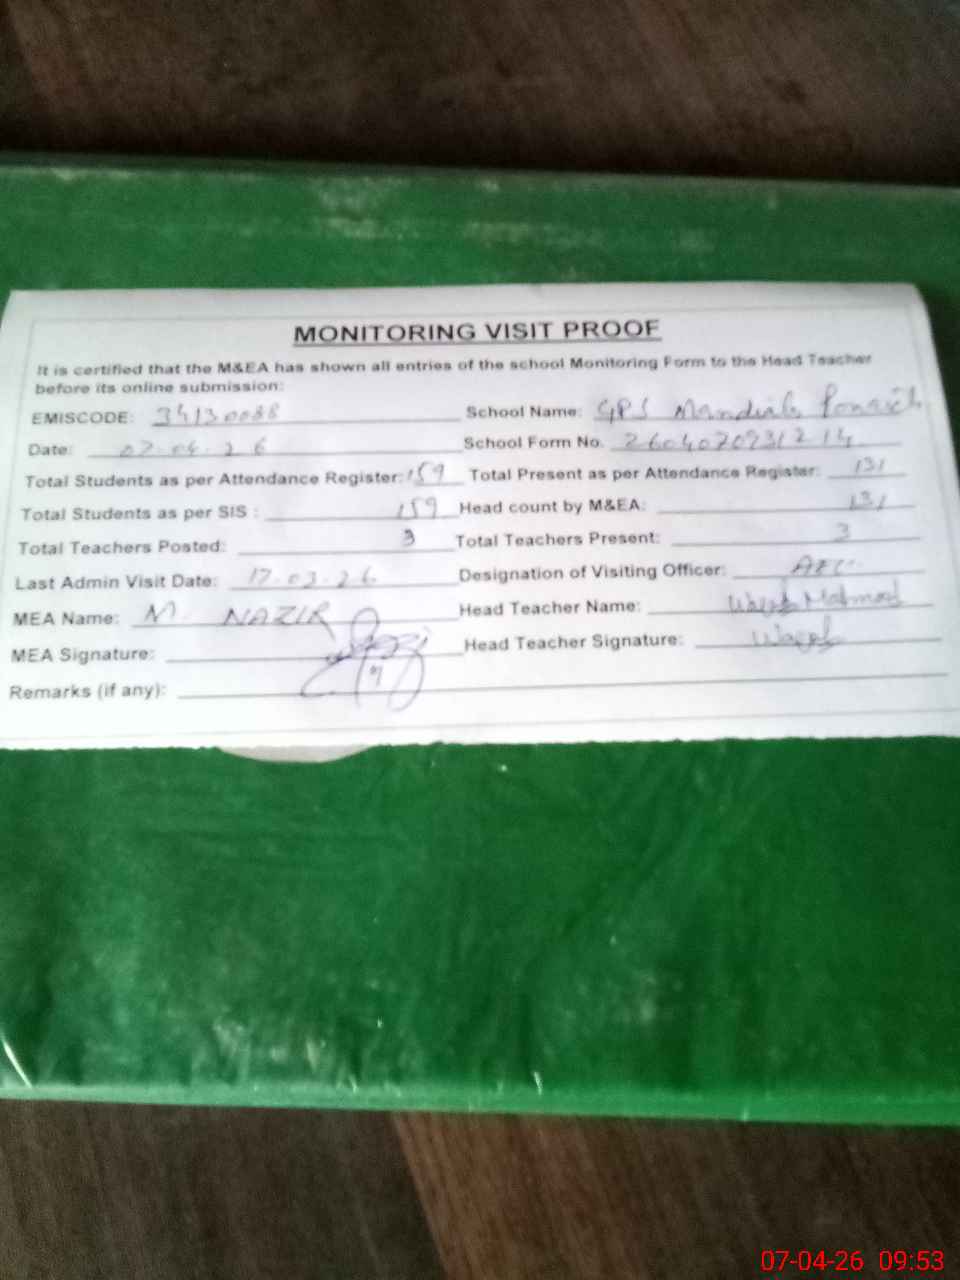 MONITORING VISIT PROOF
It is certified that the M&EA has shown all entries of the school Monitoring Form to the Head Teacher
before its online submission:
EMISCODE: 34130088 School Name: GPS
Date: 07.04.26 School Form No. 26040709312 14
Total Students as per Attendance Register: 159 Total Present as per Attendance Register: 131
Total Students as per SIS : 159 Head count by M&EA: 131
Total Teachers Posted: 3 Total Teachers Present: 3
Last Admin Visit Date: 17.03.26 Designation of Visiting Officer:
MEA Name: M. NAZIR Head Teacher Name:
MEA Signature: Head Teacher Signature:
Remarks (if any):
07-04-26 09:53